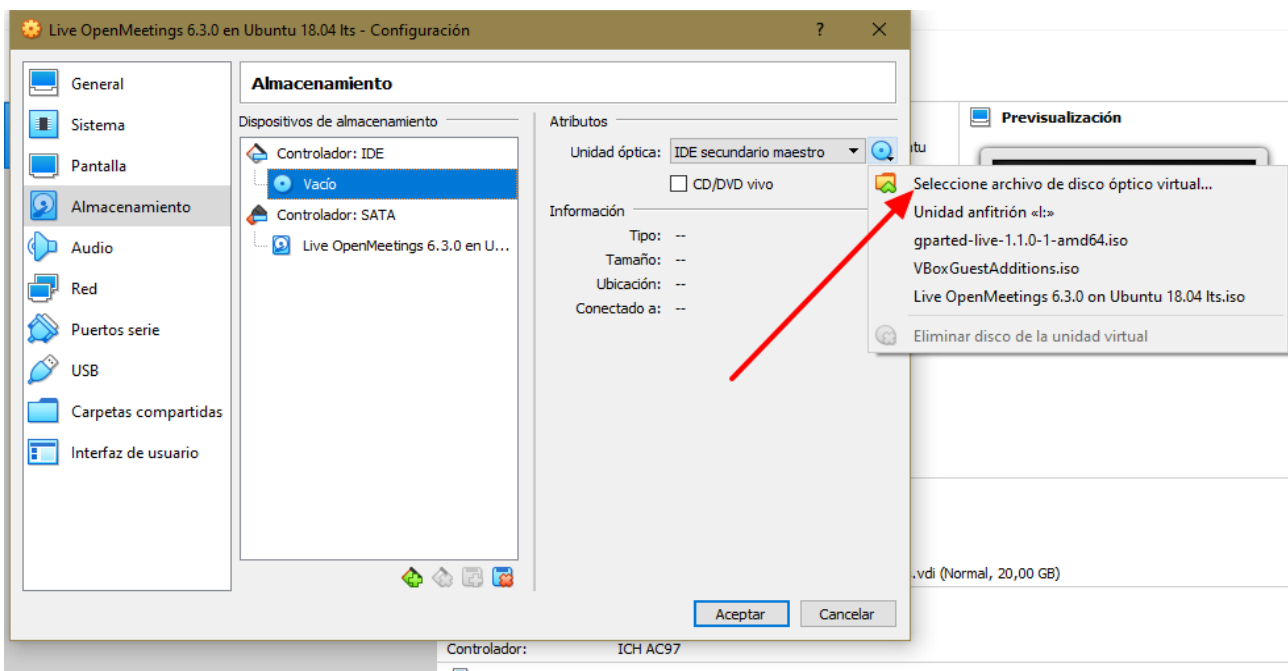 Live OpenMeetings 6.3.0 en Ubuntu 18.04 lts - Configuración
?
General
Sistema
Pantalla
Almacenamiento
Audio
Red
Puertos serie
USB
Carpetas compartidas
Interfaz de usuario
Almacenamiento
Dispositivos de almacenamiento
Controlador: IDE
Vacío
Controlador: SATA
Live OpenMeetings 6.3.0 en U...
Atributos
Unidad óptica: IDE secundario maestro
CD/DVD vivo
Información
Tipo: --
Tamaño: --
Ubicación: --
Conectado a: --
Aceptar
Cancelar
Previsualización
Seleccione archivo de disco óptico virtual...
Unidad anfitrión «I:»
gparted-live-1.1.0-1-amd64.iso
VBoxGuestAdditions.iso
Live OpenMeetings 6.3.0 on Ubuntu 18.04 lts.iso
Eliminar disco de la unidad virtual
.vdi (Normal, 20,00 GB)
Controlador: ICH AC97